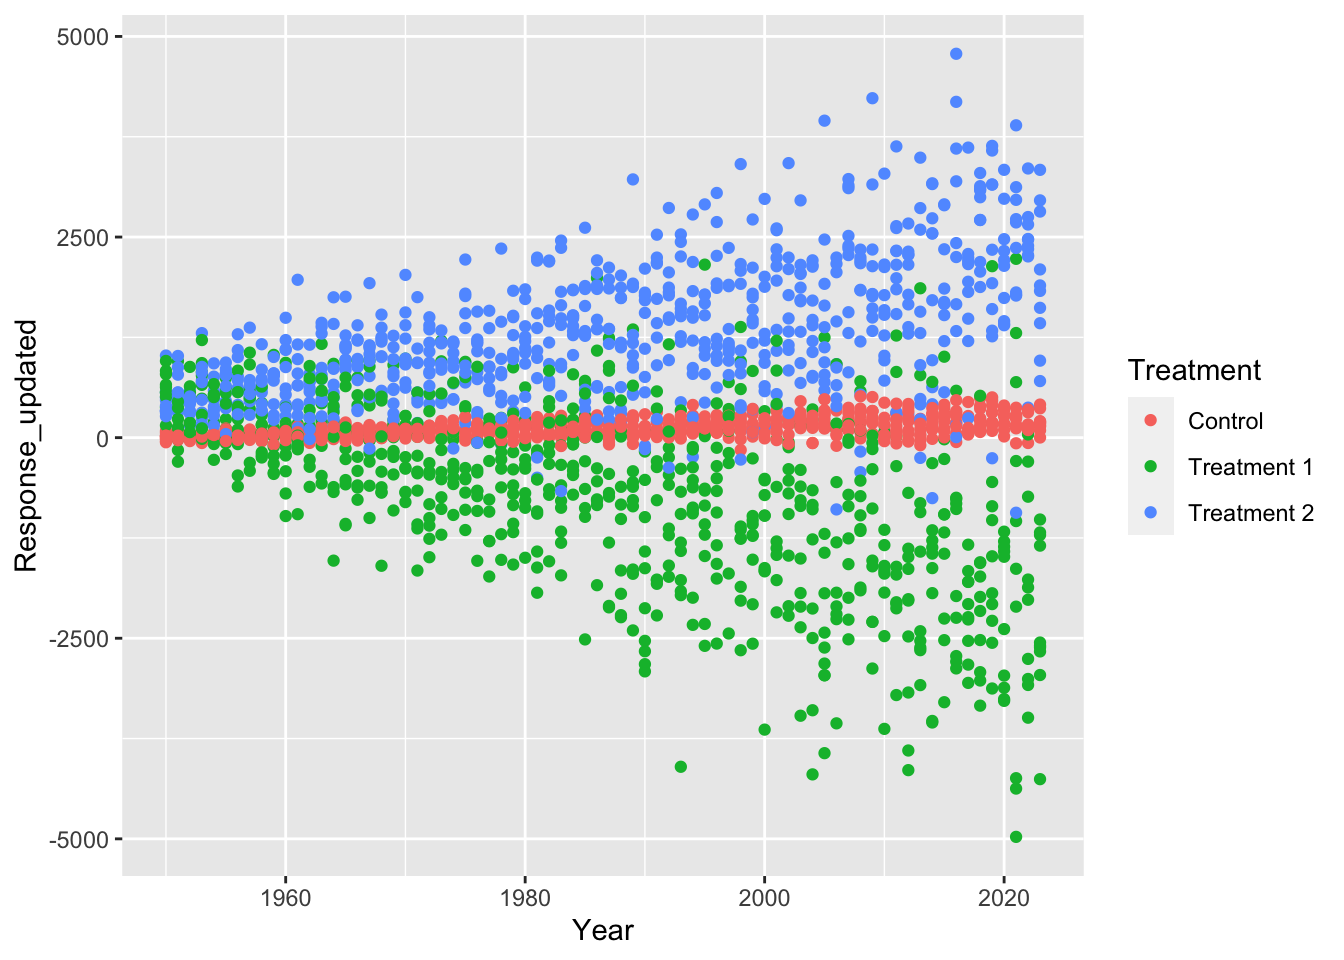 5000
2500
0
-2500
-5000
Response_updated
1960 1980 2000 2020
Year
Treatment
Control
Treatment 1
Treatment 2